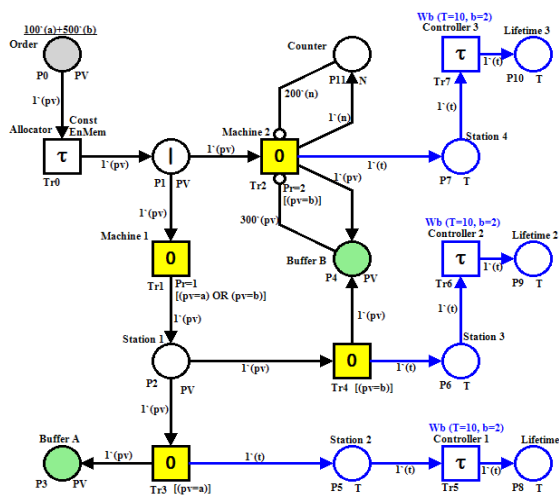 100`(a)+500`(b)
Order
P0 PV
1`(pv)
Const
EnMem
Allocator
τ
Tr0
1`(pv)
I
P1 PV
1`(pv)
Machine 2
0
Tr2
Pr=2
[(pv=b)]
Counter
P11 N
200`(n)
1`(n)
1`(t)
1`(pv)
300`(pv)
Buffer B
P4 PV
Station 4
P7 T
1`(t)
Wb (T=10, b=2)
Controller 3
τ
Tr7
1`(t)
Lifetime 3
P10 T
1`(pv)
Machine 1
0
Tr1
Pr=1
[(pv=a) OR (pv=b)]
1`(pv)
Station 1
P2 PV
1`(pv)
0
Tr4 [(pv=b)]
1`(pv)
1`(t)
Station 3
P6 T
1`(t)
Wb (T=10, b=2)
Controller 2
τ
Tr6
1`(t)
Lifetime 2
P9 T
1`(pv)
Buffer A
P3 PV
1`(pv)
0
Tr3 [(pv=a)]
1`(t)
Station 2
P5 T
1`(t)
Wb (T=10, b=2)
Controller 1
τ
Tr5
1`(t)
Lifetime
P8 T